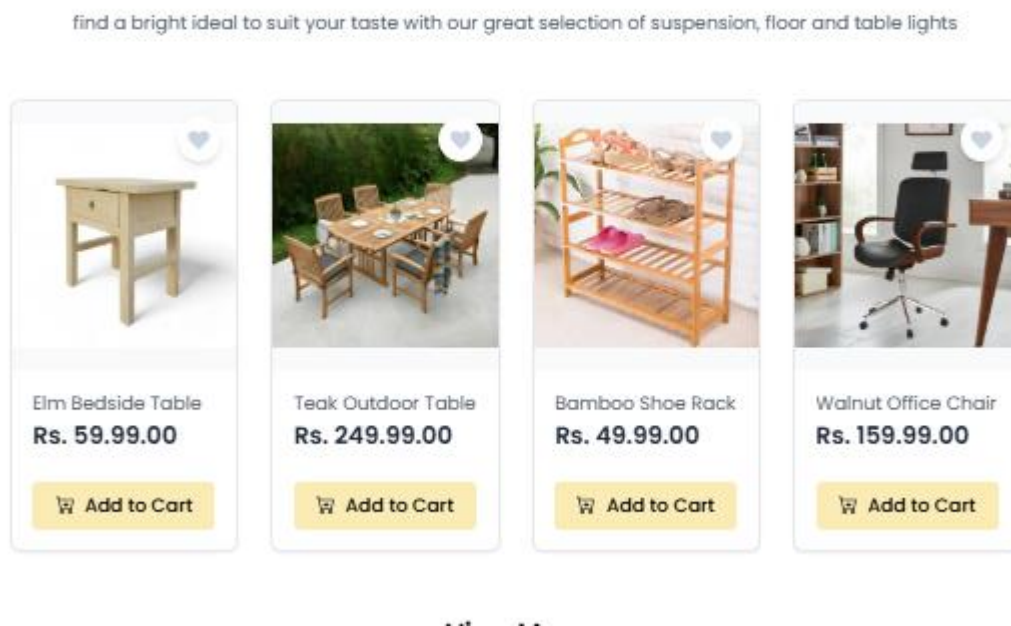 find a bright ideal to suit your taste with our great selection of suspension, floor and table lights
Elm Bedside Table
Rs. 59.99.00
Add to Cart
Teak Outdoor Table
Rs. 249.99.00
Add to Cart
Bamboo Shoe Rack
Rs. 49.99.00
Add to Cart
Walnut Office Chair
Rs. 159.99.00
Add to Cart